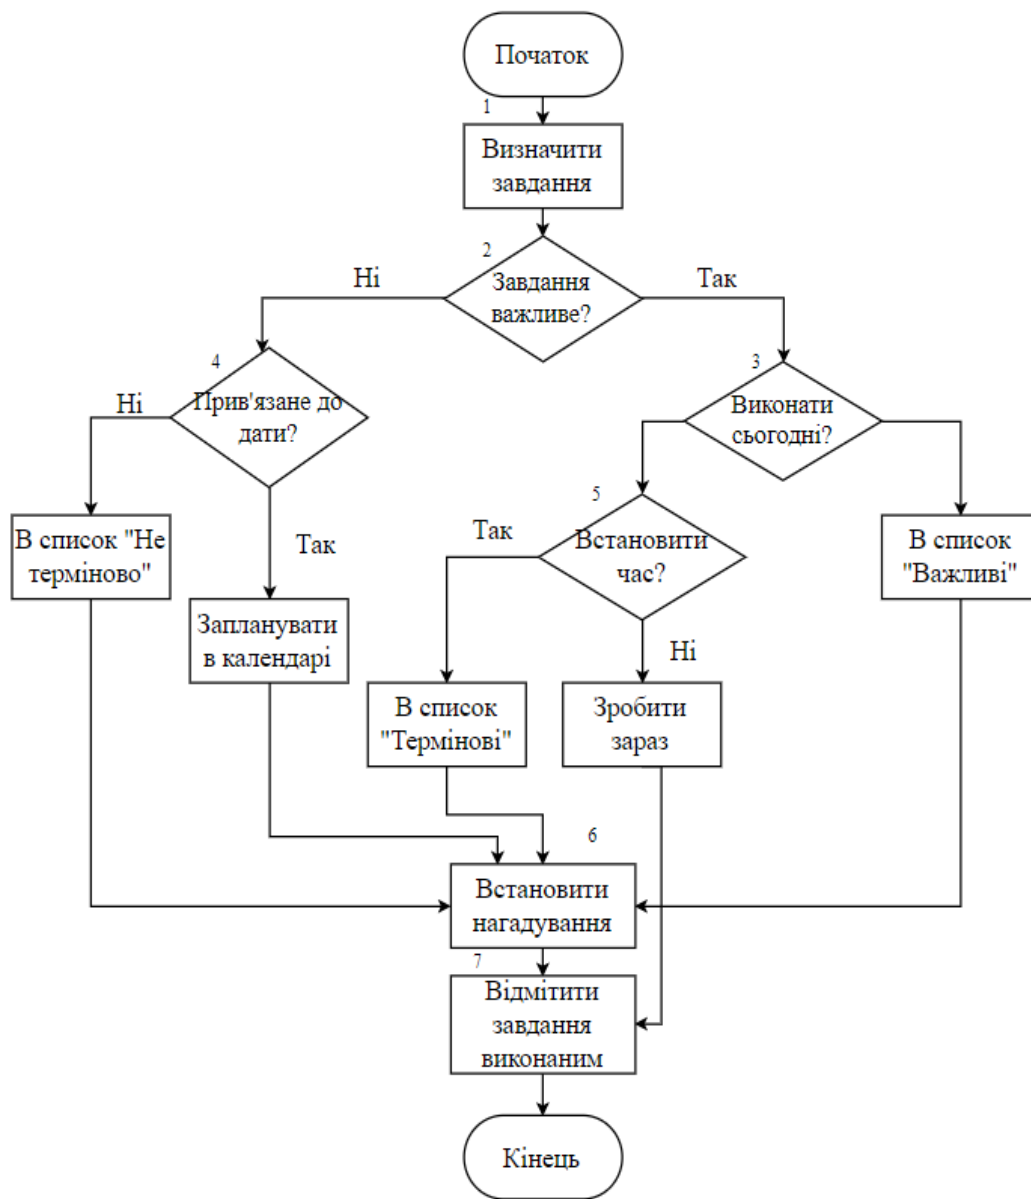 Початок
1
Визначити
завдання
2
Завдання
важливе?
Ні
Так
4
Прив'язане до
дати?
Ні
Так
3
Виконати
сьогодні?
В список "Не
терміново"
Запланувати
в календарі
5
Встановити
час?
Так
Ні
В список
"Важливі"
В список
"Термінові"
Зробити
зараз
6
Встановити
нагадування
7
Відмітити
завдання
виконаним
Кінець